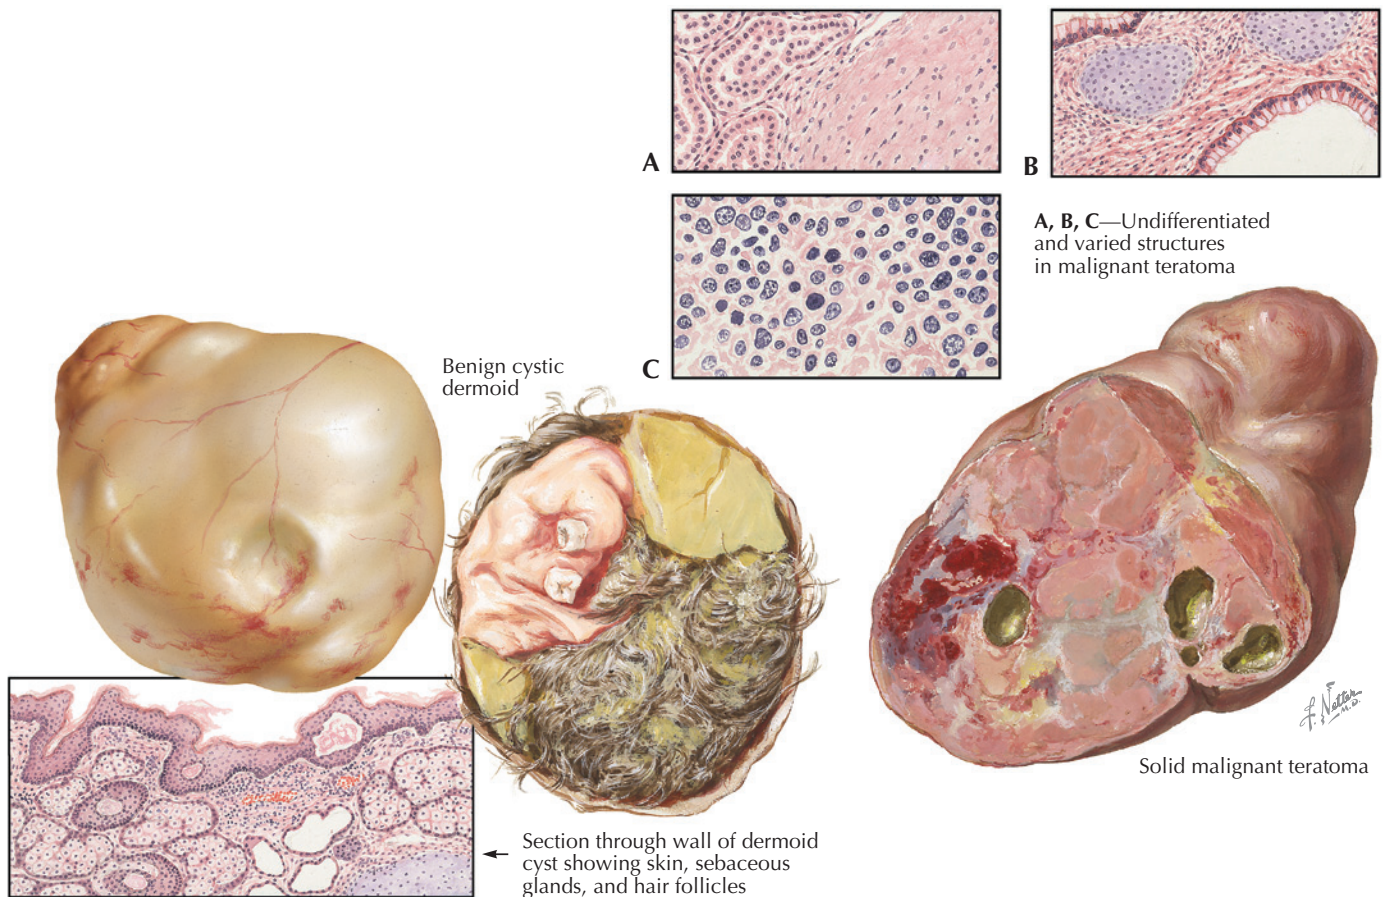 A
B
C
A, B, C—Undifferentiated
and varied structures
in malignant teratoma
Benign cystic
dermoid
F. Netter
M.D.
Solid malignant teratoma
Section through wall of dermoid
cyst showing skin, sebaceous
glands, and hair follicles